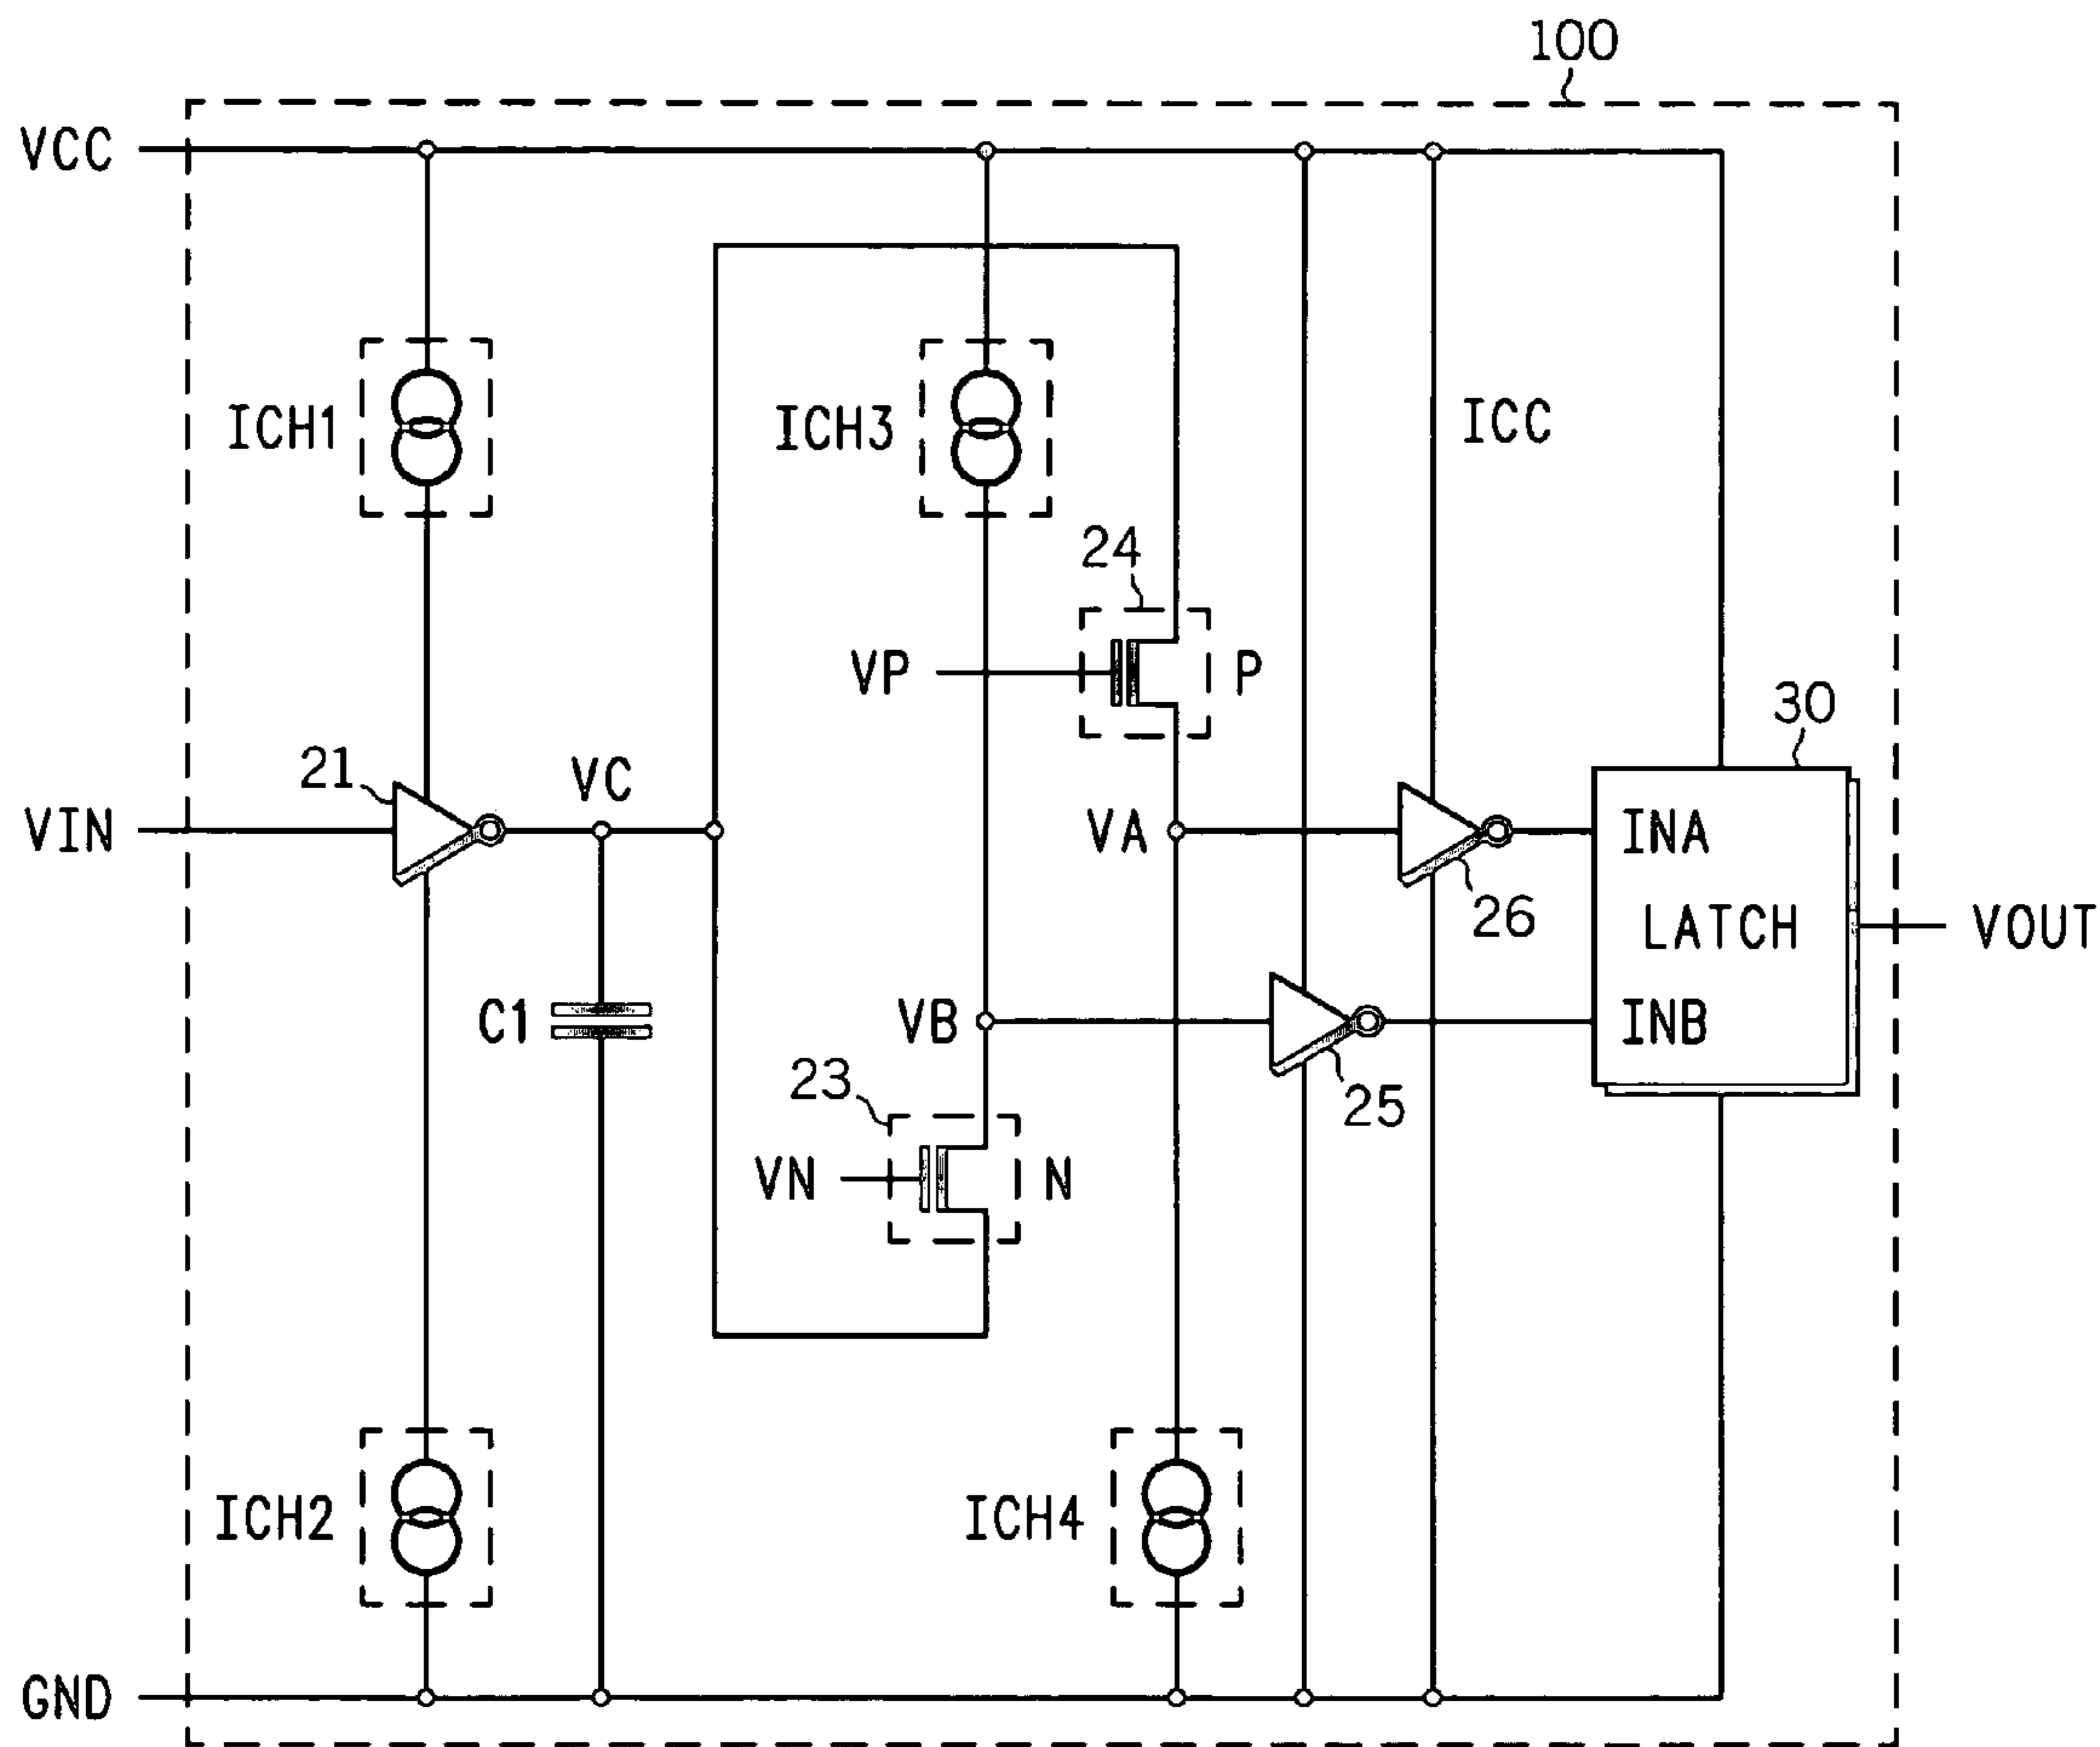 100
VCC
ICH1
ICH3
ICC
24
VP
P
30
21
VC
VIN
VA
INA
26
LATCH
VOUT
C1
VB
INB
23
25
VN
N
ICH2
ICH4
GND